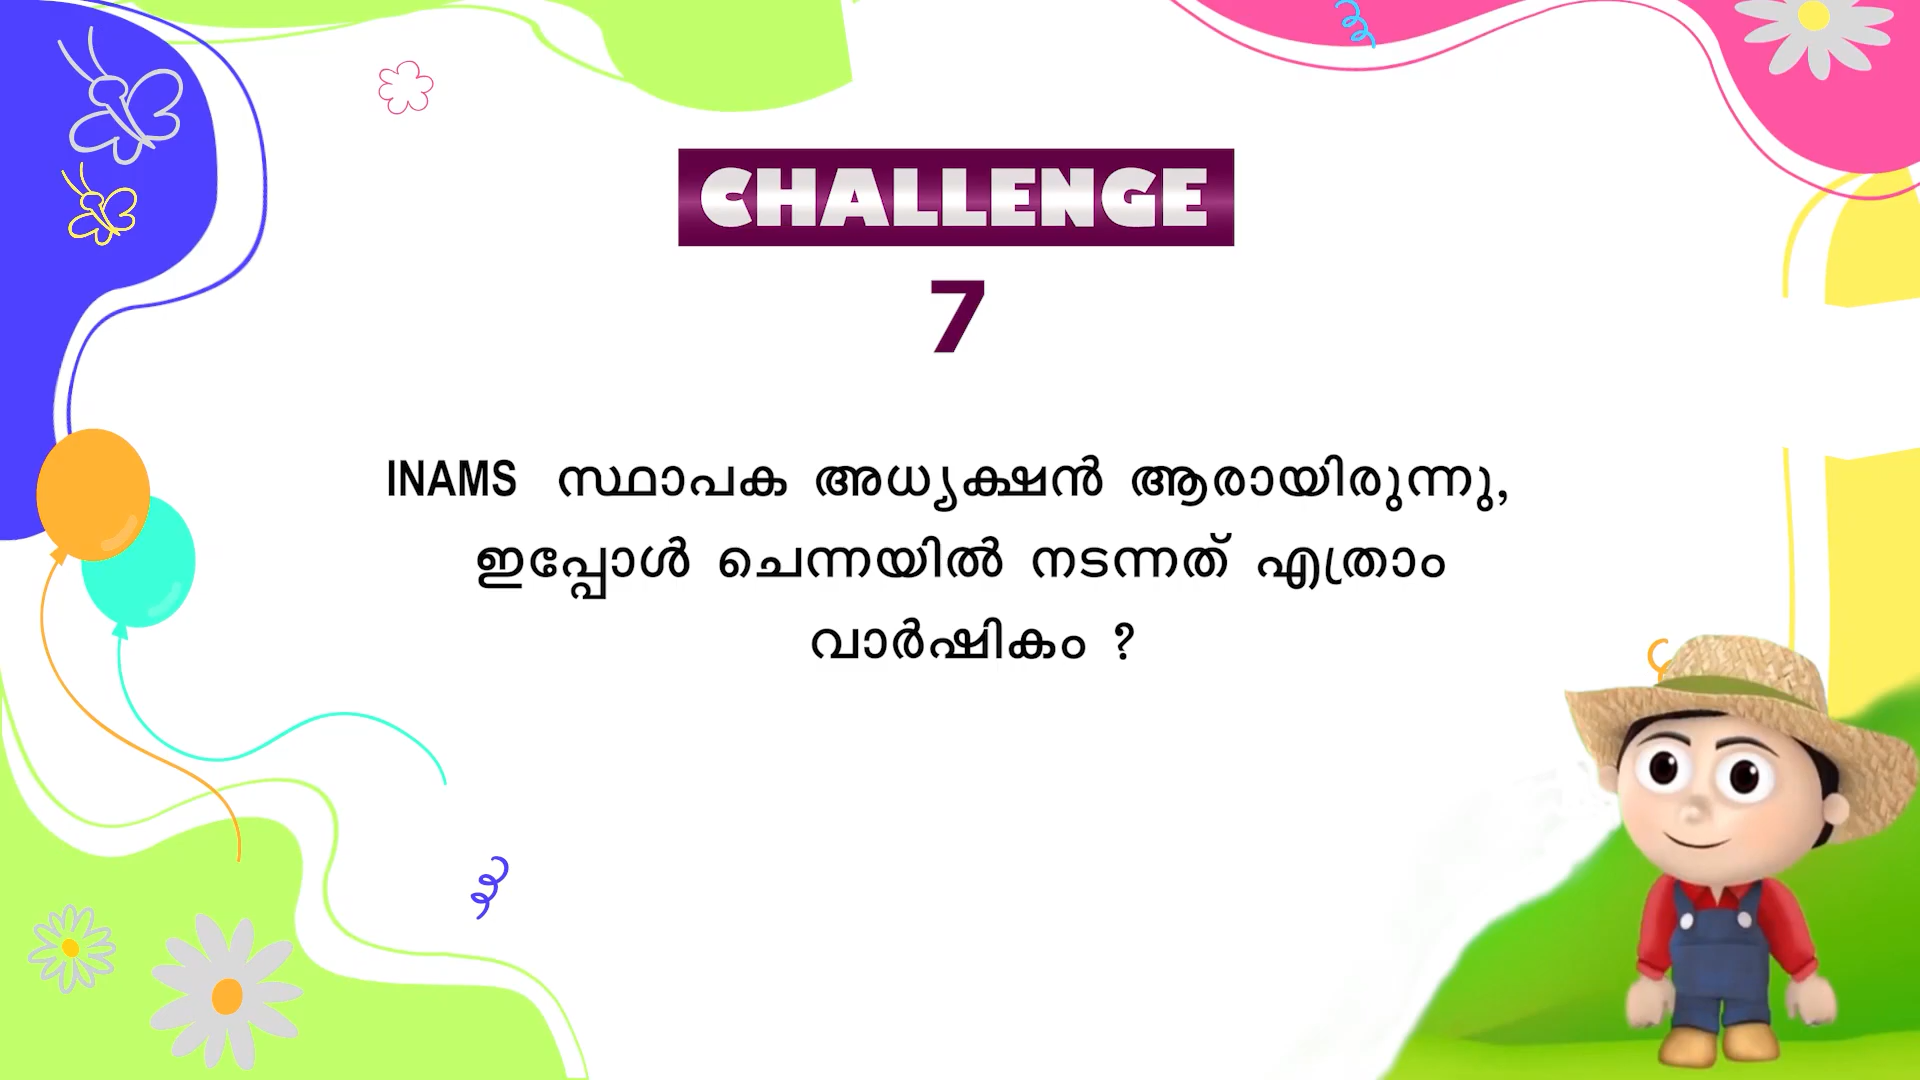 CHALLENGE
7
INAMS സ്ഥാപക അധ്യക്ഷൻ ആരായിരുന്നു,
ഇപ്പോൾ ചെന്നയിൽ നടന്നത് എത്രാം
വാർഷികം ?